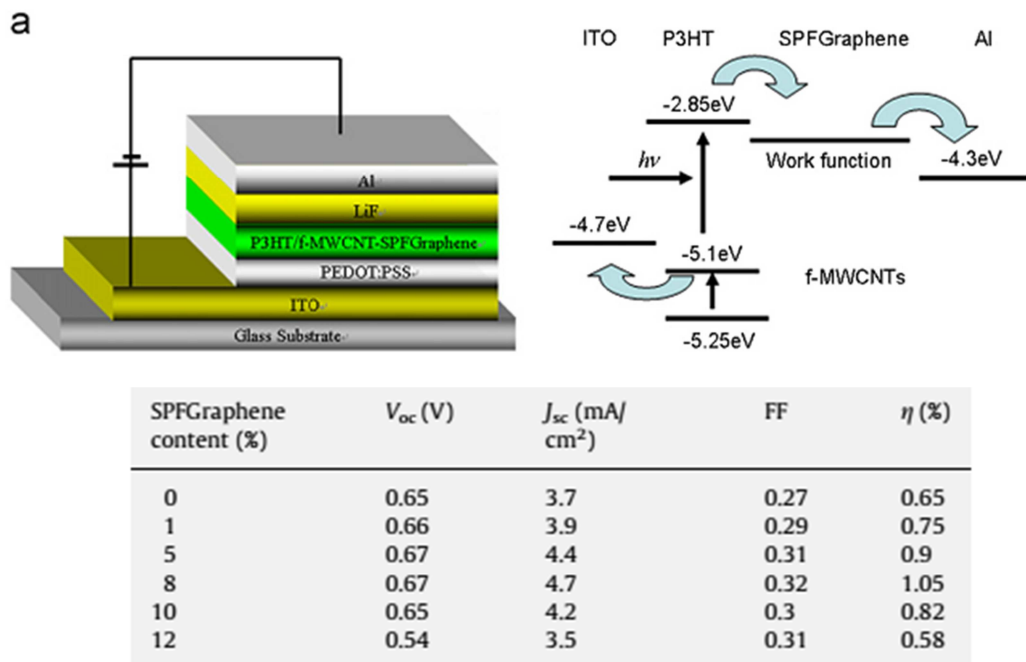 a
ITO P3HT SPFGraphene Al
-2.85eV
Work function
-4.3eV
hν
-4.7eV
-5.1eV
f-MWCNTs
-5.25eV
Al
LiF
P3HT/f-MWCNT-SPFGraphene
PEDOT:PSS
ITO
Glass Substrate
SPFGraphene Voc (V) Jsc (mA/ FF η (%)
content (%) cm²)
0 0.65 3.7 0.27 0.65
1 0.66 3.9 0.29 0.75
5 0.67 4.4 0.31 0.9
8 0.67 4.7 0.32 1.05
10 0.65 4.2 0.3 0.82
12 0.54 3.5 0.31 0.58